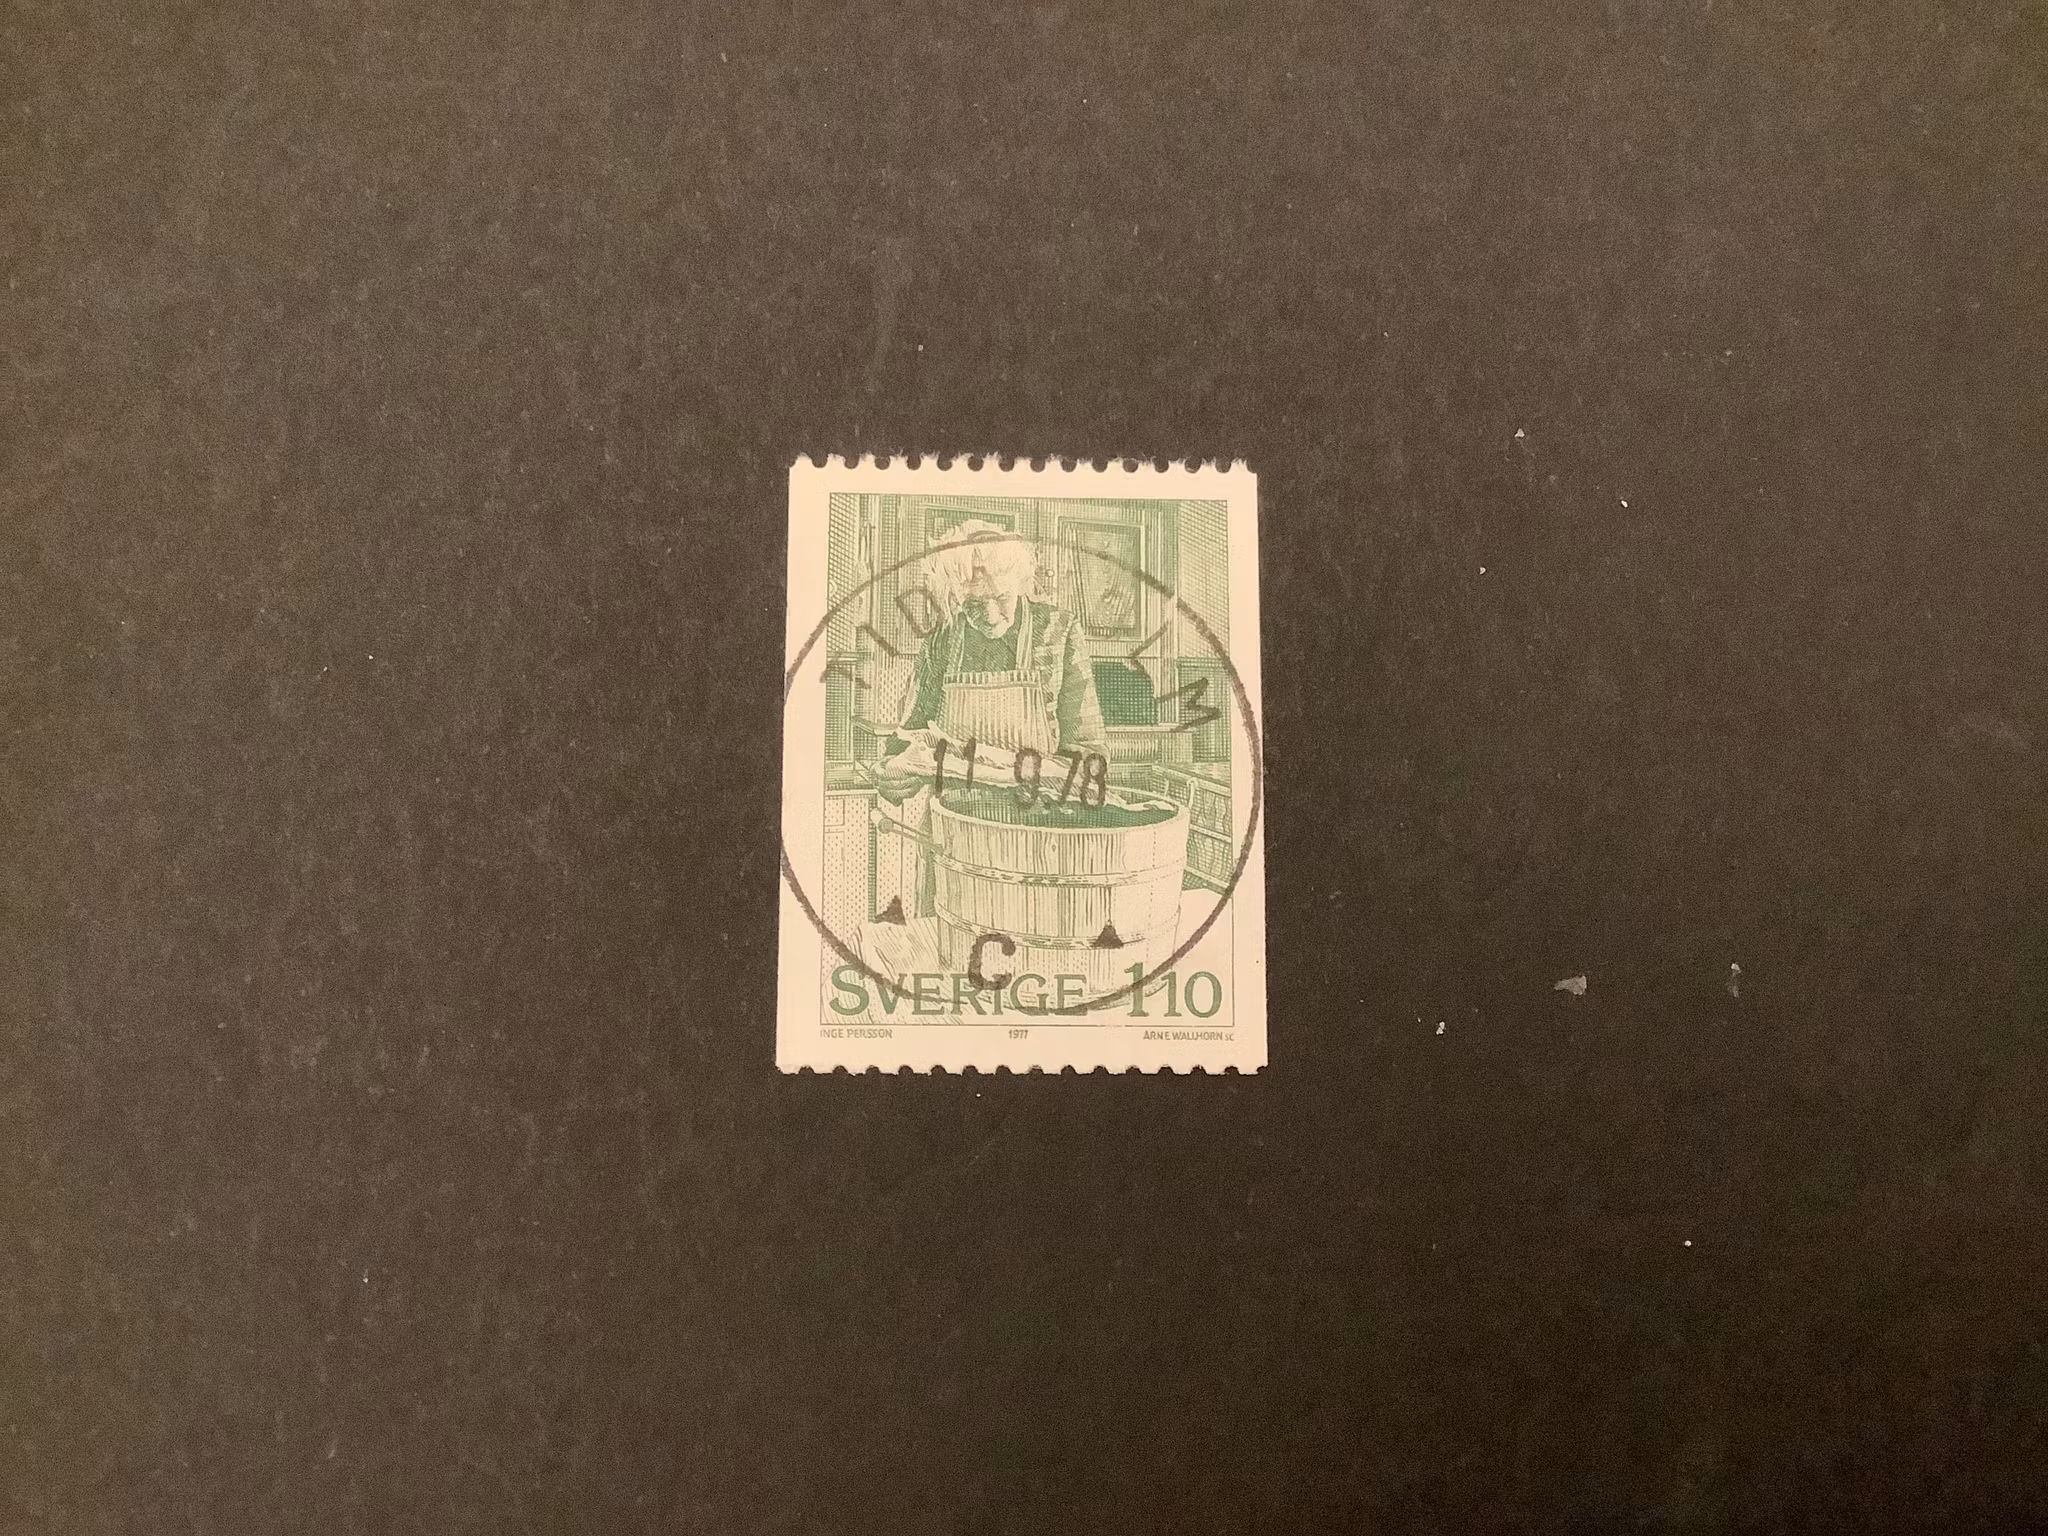 11 9.78
C
SVERIGE 110
INGE PERSSON 1977 ARNE WALLHORN SC